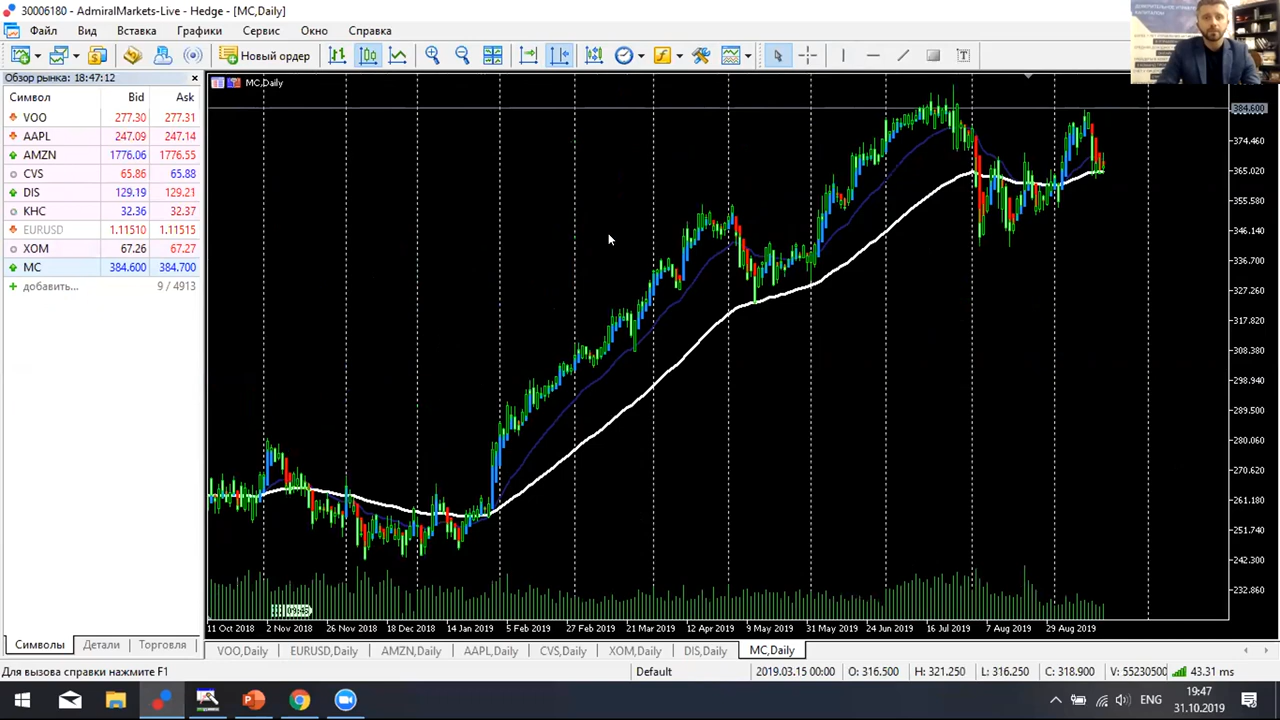 30006180 - AdmiralMarkets-Live - Hedge - [MC,Daily]
Файл Вид Вставка Графики Сервис Окно Справка
Новый ордер
Обзор рынка: 18:47:12
Символ Bid Ask
VOO 277.30 277.31
AAPL 247.09 247.14
AMZN 1776.06 1776.55
CVS 65.86 65.88
DIS 129.19 129.21
KHC 32.36 32.37
EURUSD 1.11510 1.11515
XOM 67.26 67.27
MC 384.600 384.700
добавить... 9 / 4913
Символы Детали Торговля
MC,Daily
384.600
374.460
365.020
355.580
346.140
336.700
327.260
317.820
308.380
298.940
289.500
280.060
270.620
261.180
251.740
242.300
232.860
09:45
11 Oct 2018 2 Nov 2018 26 Nov 2018 18 Dec 2018 14 Jan 2019 5 Feb 2019 27 Feb 2019 21 Mar 2019 12 Apr 2019 9 May 2019 31 May 2019 24 Jun 2019 16 Jul 2019 7 Aug 2019 29 Aug 2019
VOO,Daily EURUSD,Daily AMZN,Daily AAPL,Daily CVS,Daily XOM,Daily DIS,Daily MC,Daily
Для вызова справки нажмите F1 Default 2019.03.15 00:00 O: 316.500 H: 321.250 L: 316.250 C: 318.900 V: 55230500 43.31 ms
ENG 19:47
31.10.2019